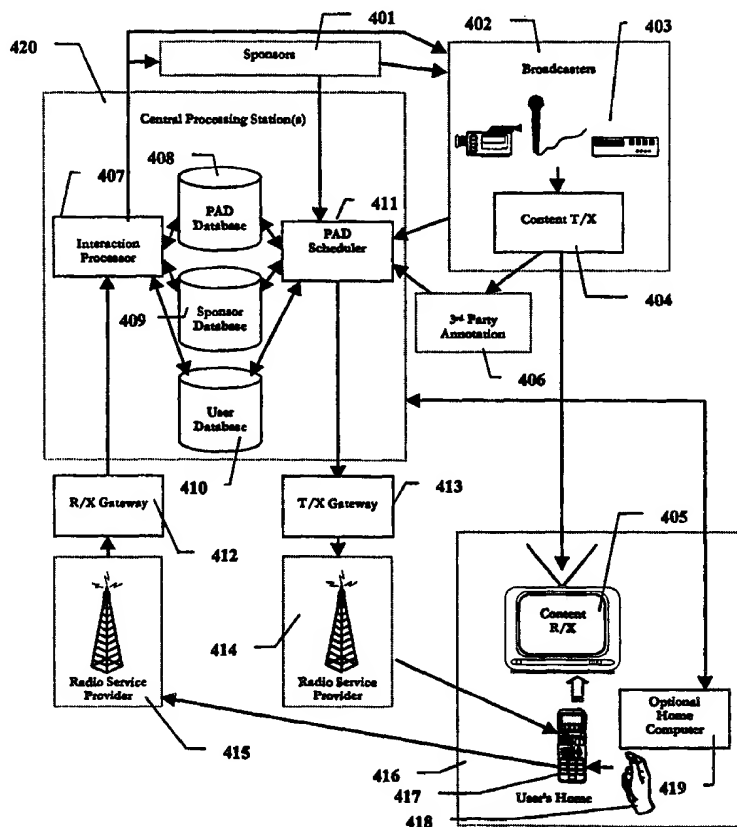 401
402
403
420
Sponsors
Broadcasters
Central Processing Station(s)
408
407
411
PAD
Database
PAD
Scheduler
Interaction
Processor
Content T/X
404
409
Sponsor
Database
3rd Party
Annotation
406
User
Database
410
413
R/X Gateway
T/X Gateway
412
405
Content
R/X
414
Radio Service
Provider
Radio Service
Provider
Optional
Home
Computer
415
416
417
User's Home
419
418